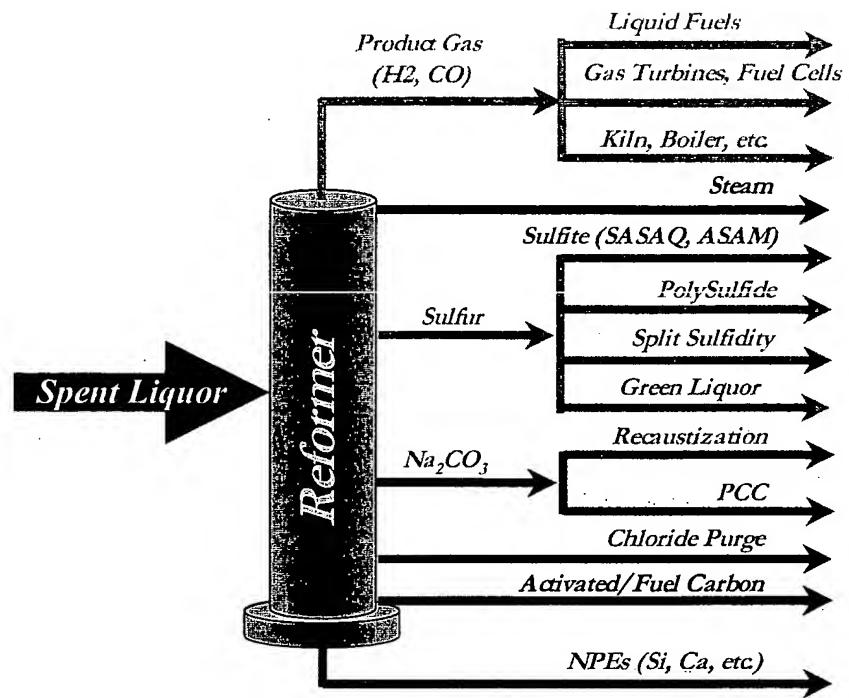 Product Gas
(H2, CO)
Liquid Fuels
Gas Turbines, Fuel Cells
Kiln, Boiler, etc.
Steam
Sulfite (SASAQ, ASAM)
Sulfur
PolySulfide
Split Sulfidity
Green Liquor
Spent Liquor
Reformer
Na₂CO₃
Recaustization
PCC
Chloride Purge
Activated/Fuel Carbon
NPEs (Si, Ca, etc.)